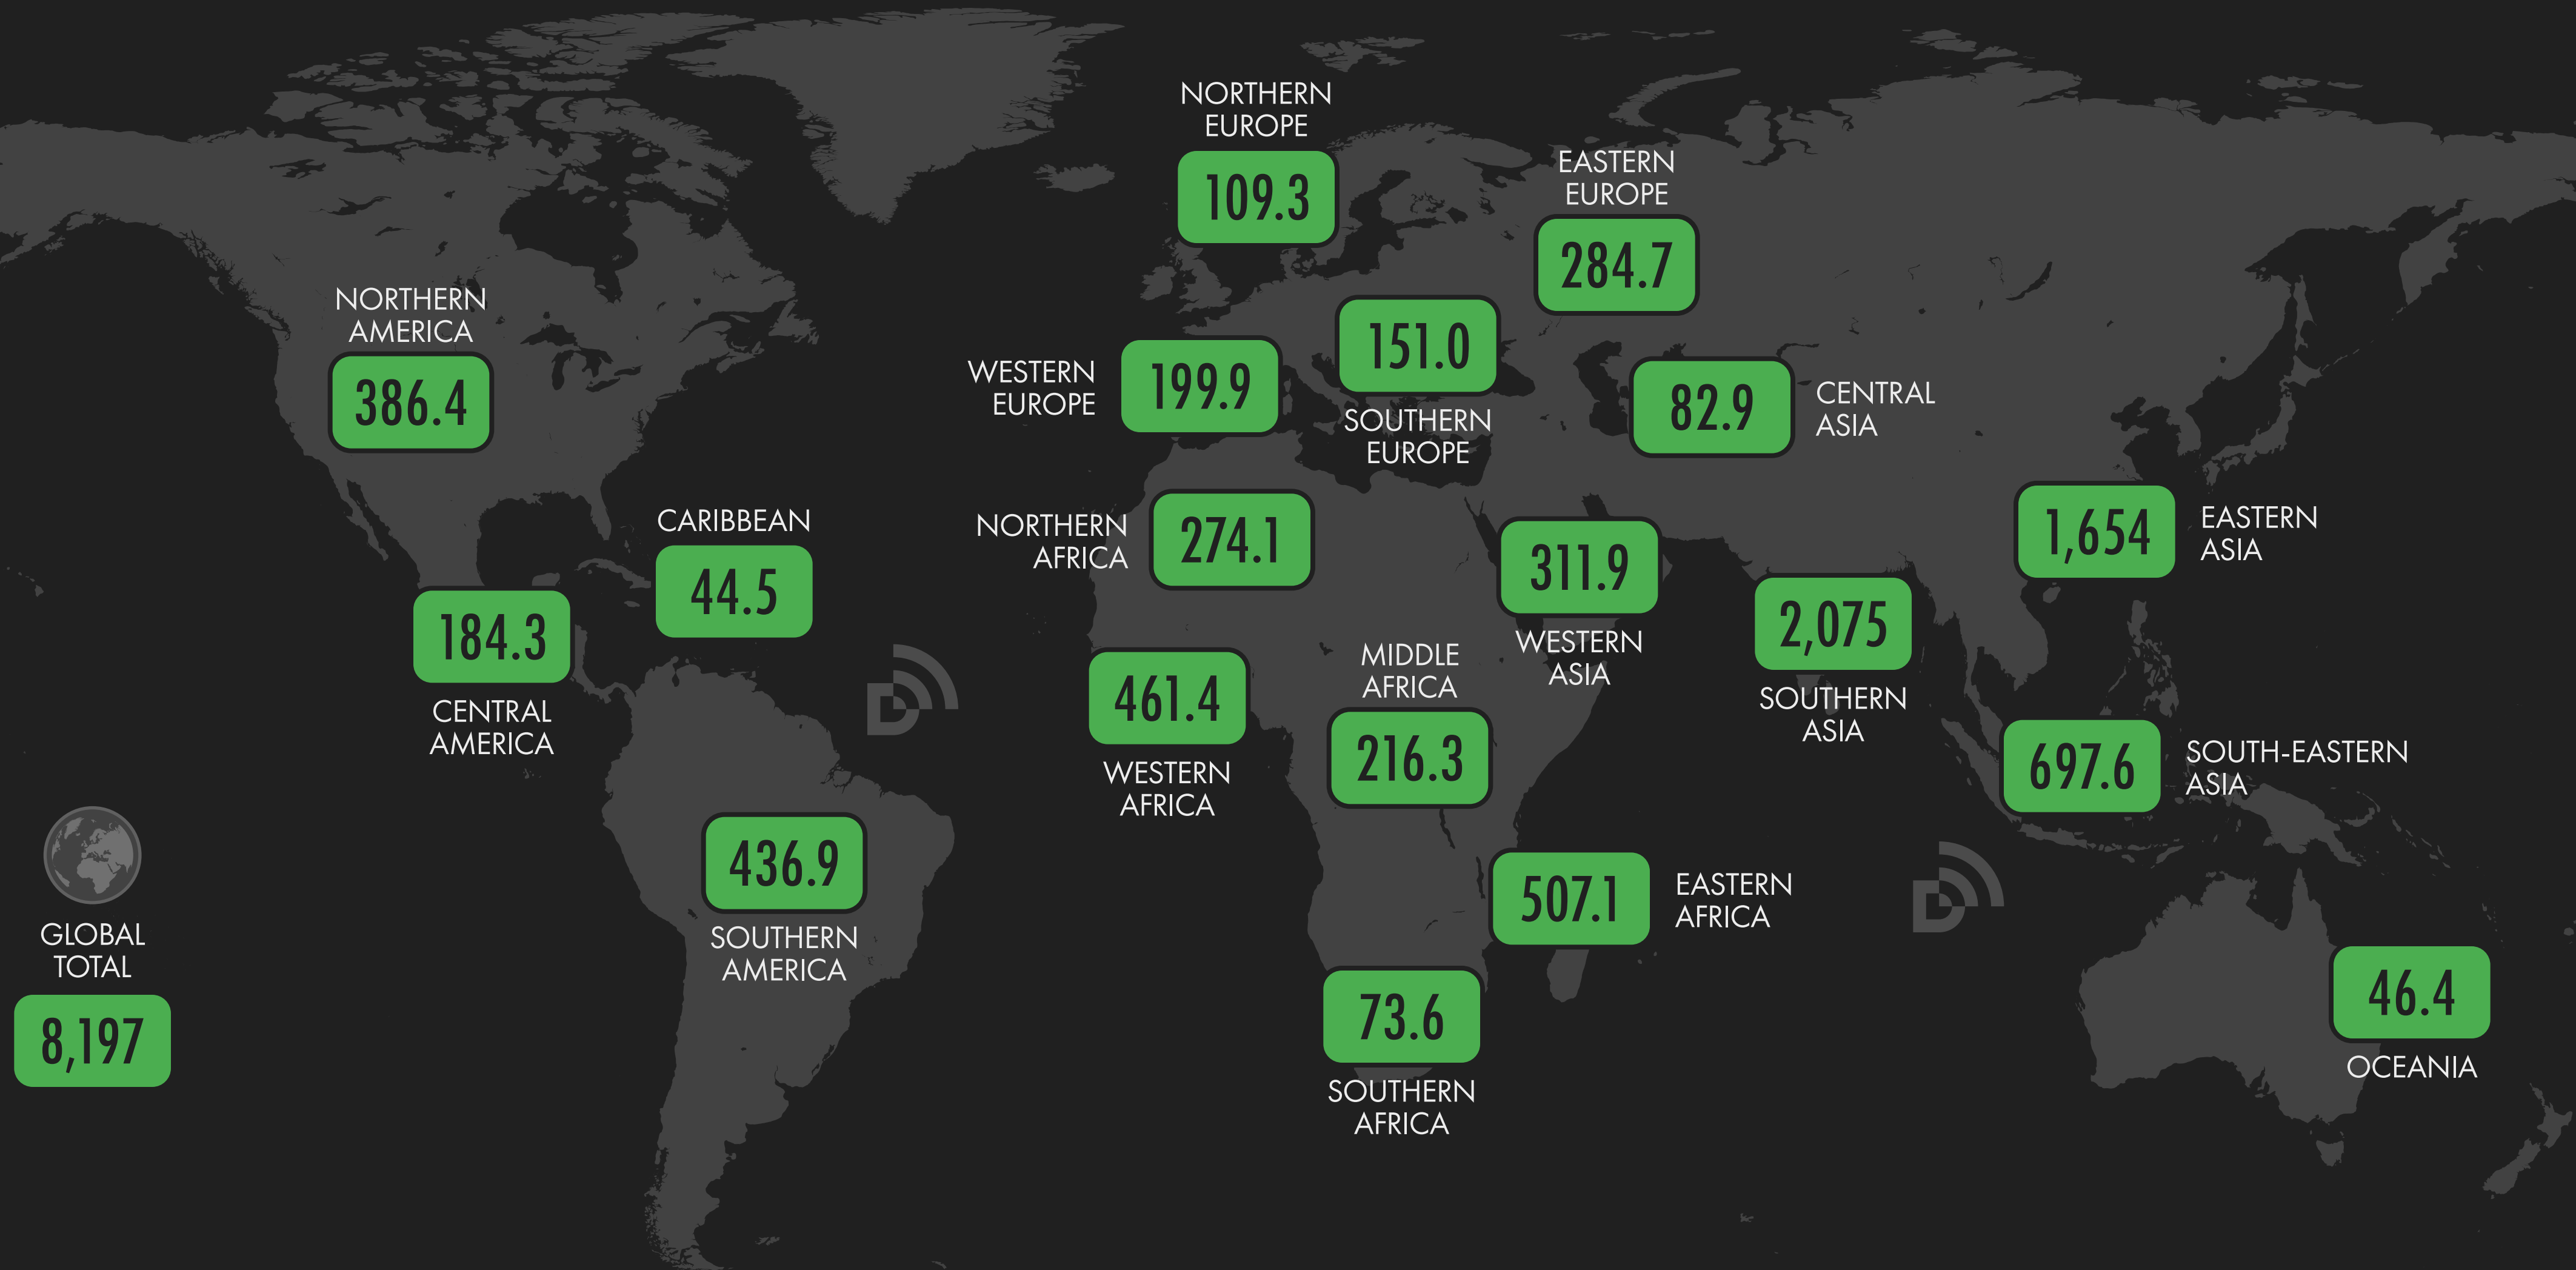 NORTHERN
EUROPE
109.3
EASTERN
EUROPE
284.7
NORTHERN
AMERICA
386.4
WESTERN
EUROPE
199.9
151.0
SOUTHERN
EUROPE
82.9
CENTRAL
ASIA
CARIBBEAN
44.5
NORTHERN
AFRICA
274.1
311.9
WESTERN
ASIA
1,654
EASTERN
ASIA
184.3
CENTRAL
AMERICA
2,075
SOUTHERN
ASIA
461.4
WESTERN
AFRICA
MIDDLE
AFRICA
216.3
697.6
SOUTH-EASTERN
ASIA
436.9
SOUTHERN
AMERICA
507.1
EASTERN
AFRICA
GLOBAL
TOTAL
8,197
73.6
SOUTHERN
AFRICA
46.4
OCEANIA
D
D